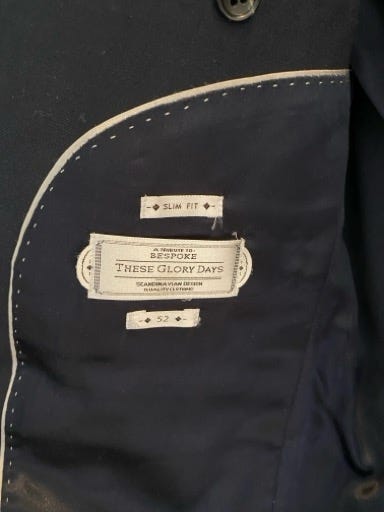 SLIM FIT
A TRIBUTE TO
BESPOKE
THESE GLORY DAYS
SCANDINAVIAN DESIGN
QUALITY CLOTHING
52